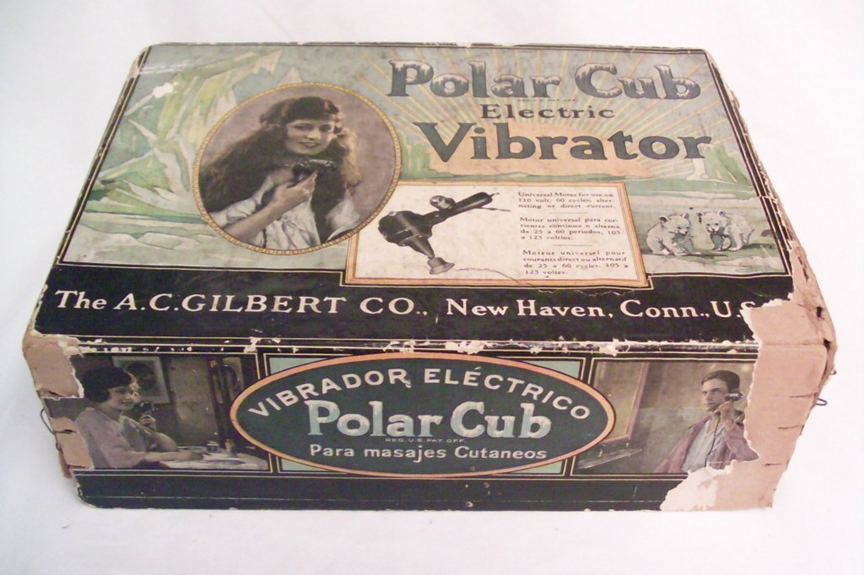 Polar Cub
Electric
Vibrator
Universal Motor for use on
110 volt, 60 cycles, alter-
nating or direct current.
Motor universal para cor-
rientes continua o alterna
de 25 a 60 periodos, 105
a 125 voltios.
Moteur universel pour
courants direct ou alternatif
de 25 a 60 cycles, 105 a
125 voltes.
The A.C.GILBERT CO., New Haven, Conn., U.S.
VIBRADOR ELÉCTRICO
Polar Cub
REG. U.S. PAT. OFF.
Para masajes Cutaneos